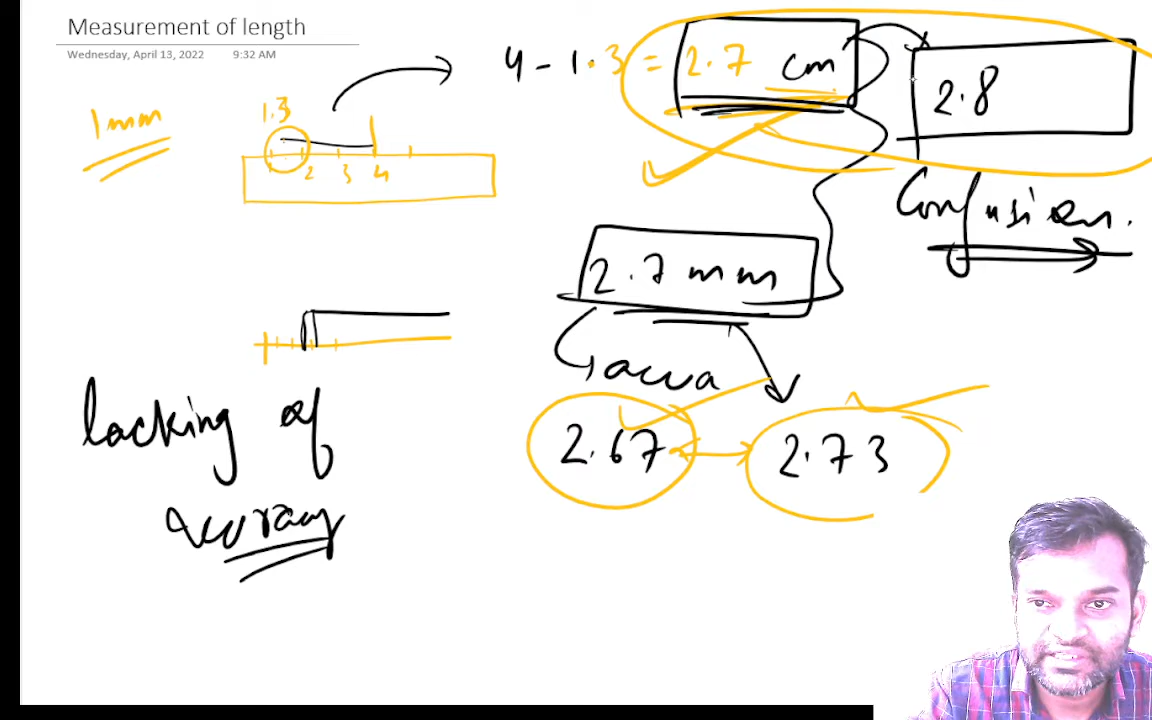 Measurement of length
Wednesday, April 13, 2022 9:32 AM
4 - 1.3 = 2.7 cm
2.8
1mm
1.3
2 3 4
Confusion.
2.7 mm
2.67
2.73
lacking of